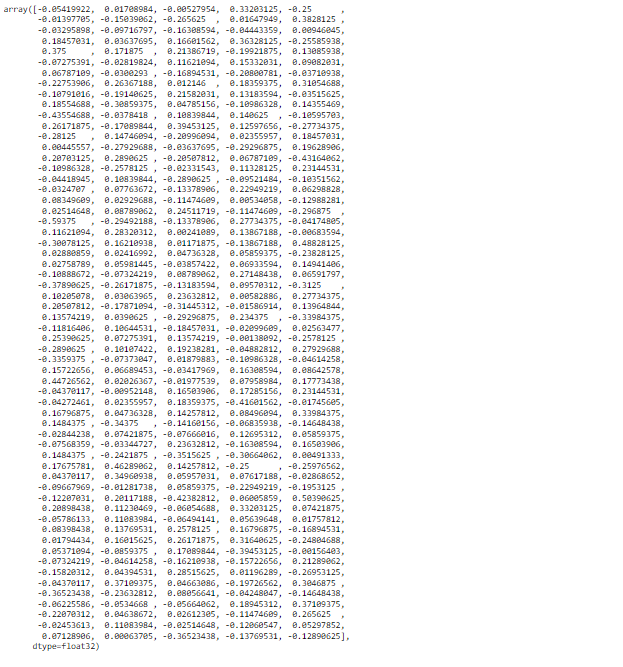 array([-0.05419922, 0.01708984, -0.00527954, 0.33203125, -0.25 ,
-0.01397705, -0.15039062, -0.265625 , 0.01647949, 0.3828125 ,
-0.03295898, -0.09716797, -0.16308594, -0.04443359, 0.00946045,
0.18457031, 0.03637695, 0.16601562, 0.36328125, -0.25585938,
0.375 , 0.171875 , 0.21386719, -0.19921875, 0.13085938,
-0.07275391, -0.02819824, 0.11621094, 0.15332031, 0.09082031,
0.06787109, -0.0300293 , -0.16894531, -0.20800781, -0.03710938,
-0.22753906, 0.26367188, 0.012146 , 0.18359375, 0.31054688,
-0.10791016, -0.19140625, 0.21582031, 0.13183594, -0.03515625,
0.18554688, -0.30859375, 0.04785156, -0.10986328, 0.14355469,
-0.43554688, -0.0378418 , 0.10839844, 0.140625 , -0.10595703,
0.26171875, -0.17089844, 0.39453125, 0.12597656, -0.27734375,
-0.28125 , 0.14746094, -0.20996094, 0.02355957, 0.18457031,
0.00445557, -0.27929688, -0.03637695, -0.29296875, 0.19628906,
0.20703125, 0.2890625 , -0.20507812, 0.06787109, -0.43164062,
-0.10986328, -0.2578125 , -0.02331543, 0.11328125, 0.23144531,
-0.04418945, 0.10839844, -0.2890625 , -0.09521484, -0.10351562,
-0.0324707 , 0.07763672, -0.13378906, 0.22949219, 0.06298828,
0.08349609, 0.02929688, -0.11474609, 0.00534058, -0.12988281,
0.02514648, 0.08789062, 0.24511719, -0.11474609, -0.296875 ,
-0.59375 , -0.29492188, -0.13378906, 0.27734375, -0.04174805,
0.11621094, 0.28320312, 0.00241089, 0.13867188, -0.00683594,
-0.30078125, 0.16210938, 0.01171875, -0.13867188, 0.48828125,
0.02880859, 0.02416992, 0.04736328, 0.05859375, -0.23828125,
0.02758789, 0.05981445, -0.03857422, 0.06933594, 0.14941406,
-0.10888672, -0.07324219, 0.08789062, 0.27148438, 0.06591797,
-0.37890625, -0.26171875, -0.13183594, 0.09570312, -0.3125 ,
0.10205078, 0.03063965, 0.23632812, 0.00582886, 0.27734375,
0.20507812, -0.17871094, -0.31445312, -0.01586914, 0.13964844,
0.13574219, 0.0390625 , -0.29296875, 0.234375 , -0.33984375,
-0.11816406, 0.10644531, -0.18457031, -0.02099609, 0.02563477,
0.25390625, 0.07275391, 0.13574219, -0.00138092, -0.2578125 ,
-0.2890625 , 0.10107422, 0.19238281, -0.04882812, 0.27929688,
-0.3359375 , -0.07373047, 0.01879883, -0.10986328, -0.04614258,
0.15722656, 0.06689453, -0.03417969, 0.16308594, 0.08642578,
0.44726562, 0.02026367, -0.01977539, 0.07958984, 0.17773438,
-0.04370117, -0.00952148, 0.16503906, 0.17285156, 0.23144531,
-0.04272461, 0.02355957, 0.18359375, -0.41601562, -0.01745605,
0.16796875, 0.04736328, 0.14257812, 0.08496094, 0.33984375,
0.1484375 , -0.34375 , -0.14160156, -0.06835938, -0.14648438,
-0.02844238, 0.07421875, -0.07666016, 0.12695312, 0.05859375,
-0.07568359, -0.03344727, 0.23632812, -0.16308594, 0.16503906,
0.1484375 , -0.2421875 , -0.3515625 , -0.30664062, 0.00491333,
0.17675781, 0.46289062, 0.14257812, -0.25 , -0.25976562,
0.04370117, 0.34960938, 0.05957031, 0.07617188, -0.02868652,
-0.09667969, -0.01281738, 0.05859375, -0.22949219, -0.1953125 ,
-0.12207031, 0.20117188, -0.42382812, 0.06005859, 0.50390625,
0.20898438, 0.11230469, -0.06054688, 0.33203125, 0.07421875,
-0.05786133, 0.11083984, -0.06494141, 0.05639648, 0.01757812,
0.08398438, 0.13769531, 0.2578125 , 0.16796875, -0.16894531,
0.01794434, 0.16015625, 0.26171875, 0.31640625, -0.24804688,
0.05371094, -0.0859375 , 0.17089844, -0.39453125, -0.00156403,
-0.07324219, -0.04614258, -0.16210938, -0.15722656, 0.21289062,
-0.15820312, 0.04394531, 0.28515625, 0.01196289, -0.26953125,
-0.04370117, 0.37109375, 0.04663086, -0.19726562, 0.3046875 ,
-0.36523438, -0.23632812, 0.08056641, -0.04248047, -0.14648438,
-0.06225586, -0.0534668 , -0.05664062, 0.18945312, 0.37109375,
-0.22070312, 0.04638672, 0.02612305, -0.11474609, 0.265625 ,
-0.02453613, 0.11083984, -0.02514648, -0.12060547, 0.05297852,
0.07128906, 0.00063705, -0.36523438, -0.13769531, -0.12890625],
dtype=float32)